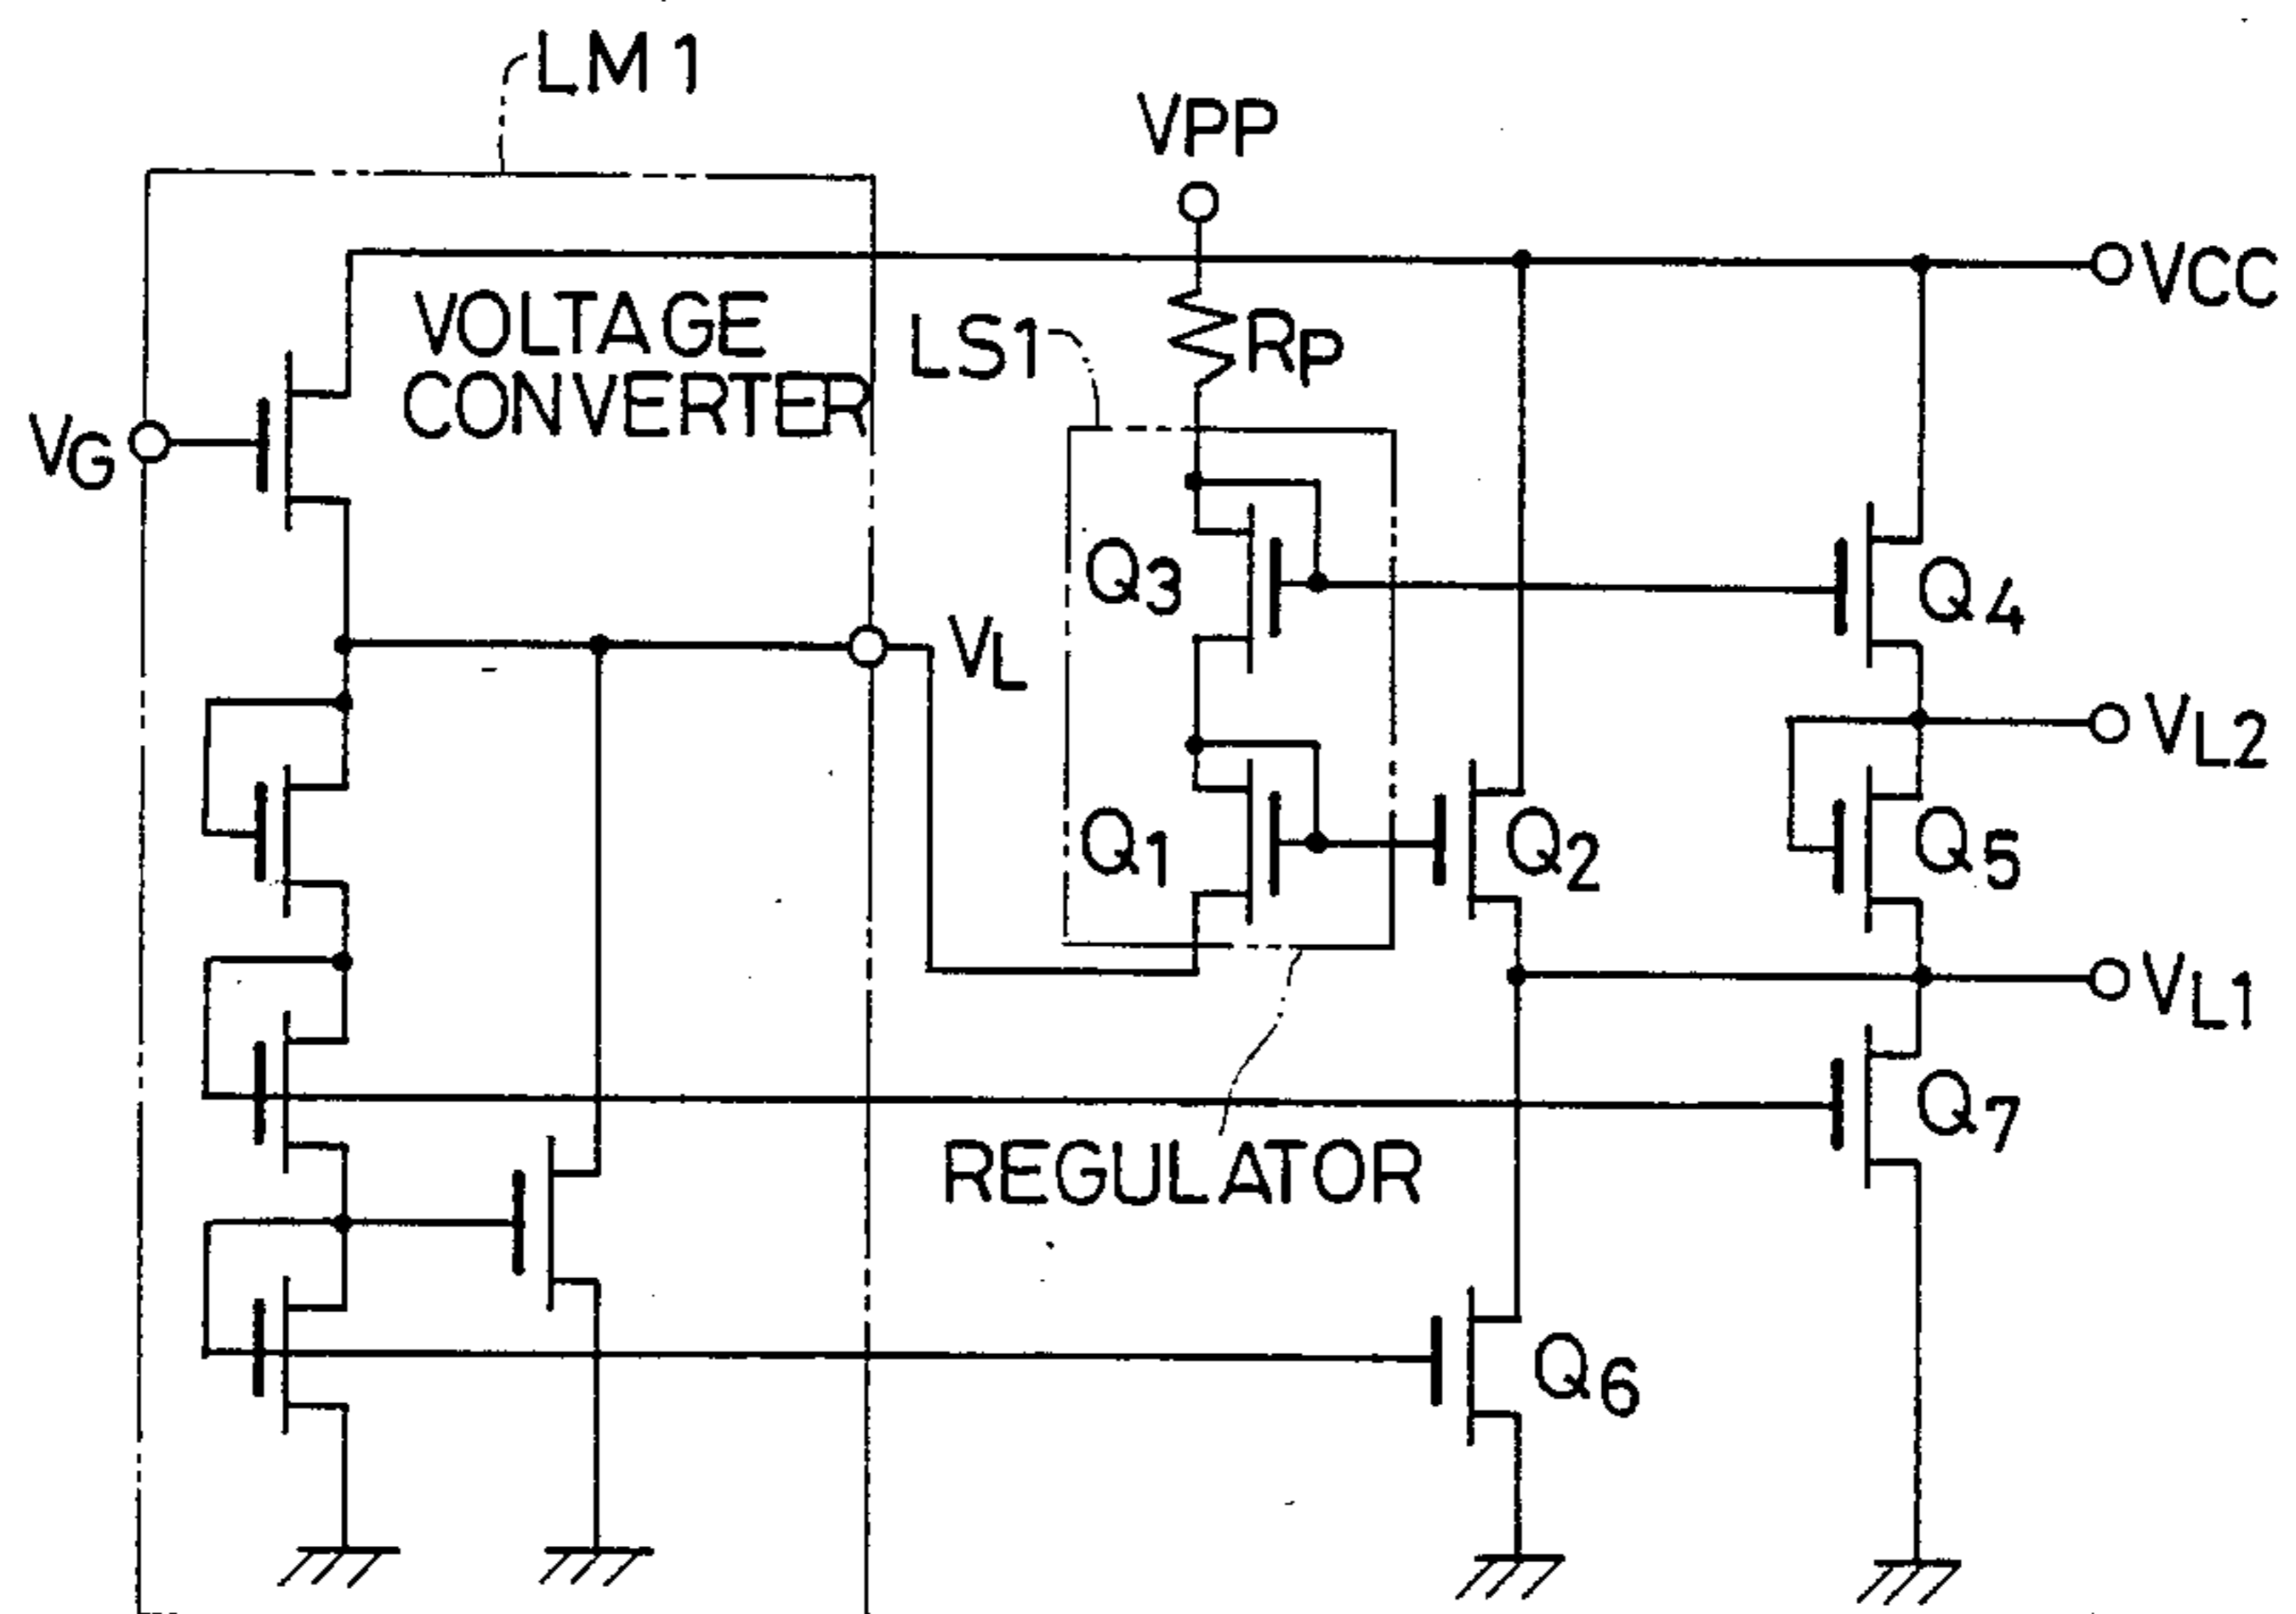 LM1
VPP
VCC
VOLTAGE
CONVERTER
LS1
RP
VG
Q3
Q4
VL
VL2
Q1
Q2
Q5
VL1
Q7
REGULATOR
Q6